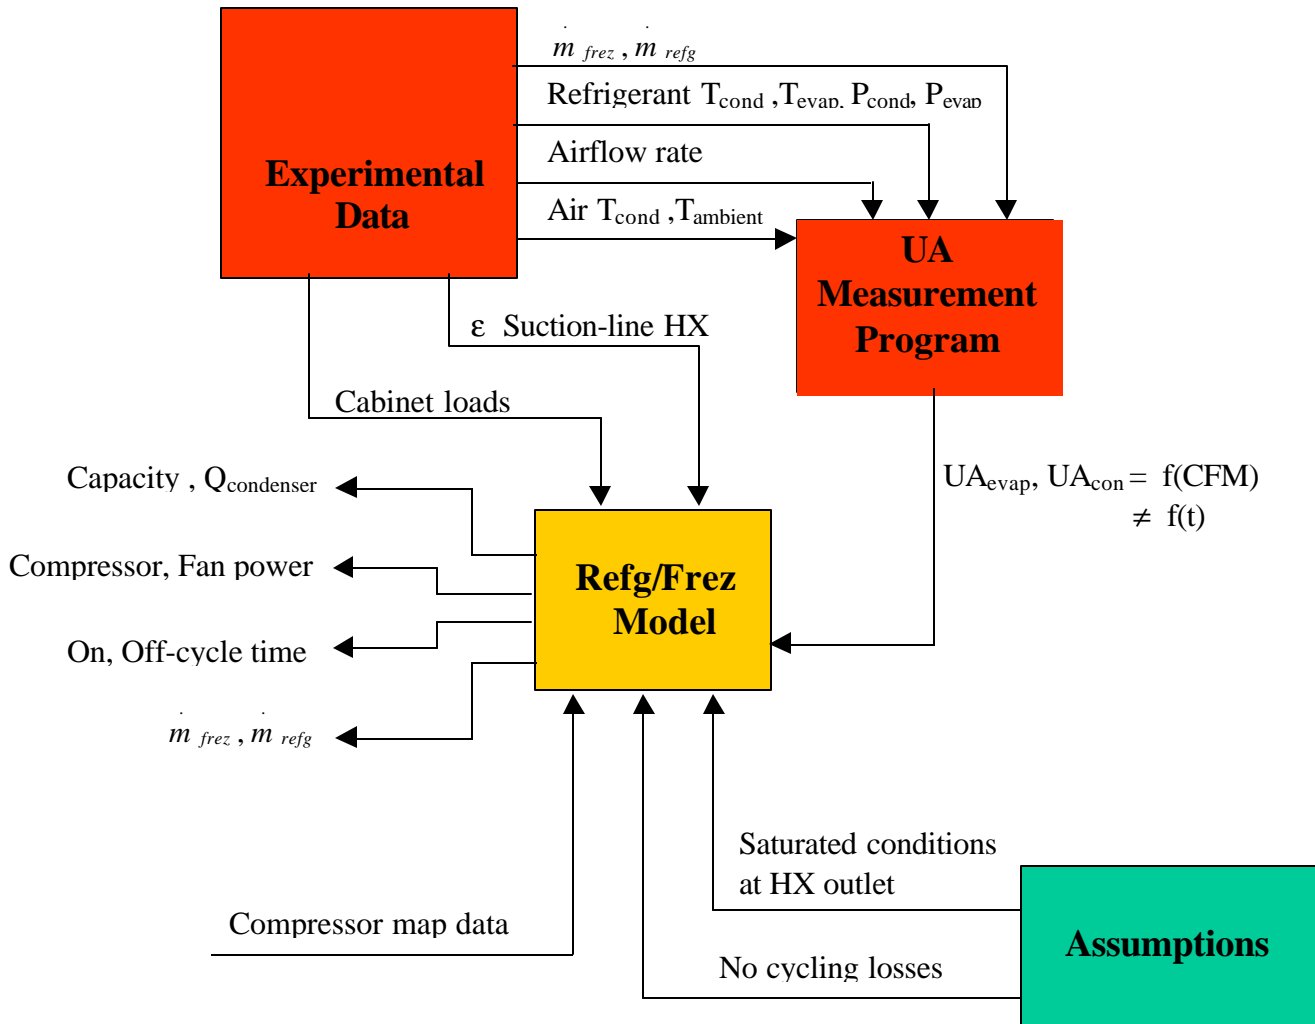 ṁ frez , ṁ refg
Refrigerant Tcond ,Tevap, Pcond, Pevap
Airflow rate
Air Tcond ,Tambient
Experimental
Data
UA
Measurement
Program
ε Suction-line HX
Cabinet loads
Capacity , Qcondenser
UAevap, UAcon = f(CFM)
≠ f(t)
Compressor, Fan power
Refg/Frez
Model
On, Off-cycle time
ṁ frez , ṁ refg
Saturated conditions
at HX outlet
Compressor map data
Assumptions
No cycling losses